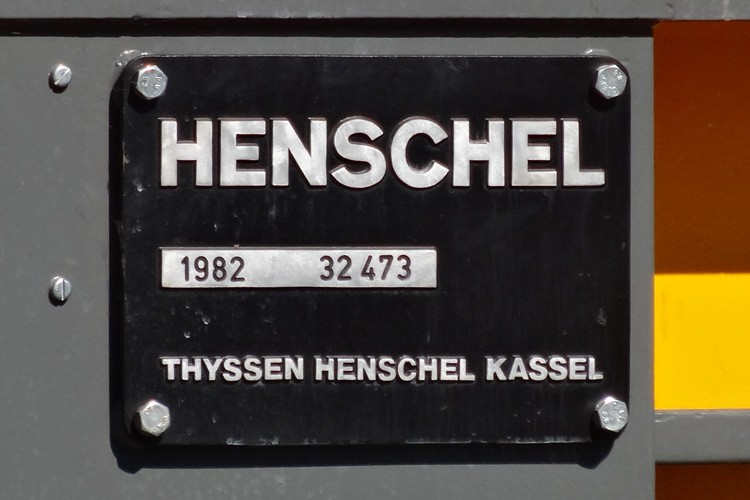 HENSCHEL
1982 32 473
THYSSEN HENSCHEL KASSEL